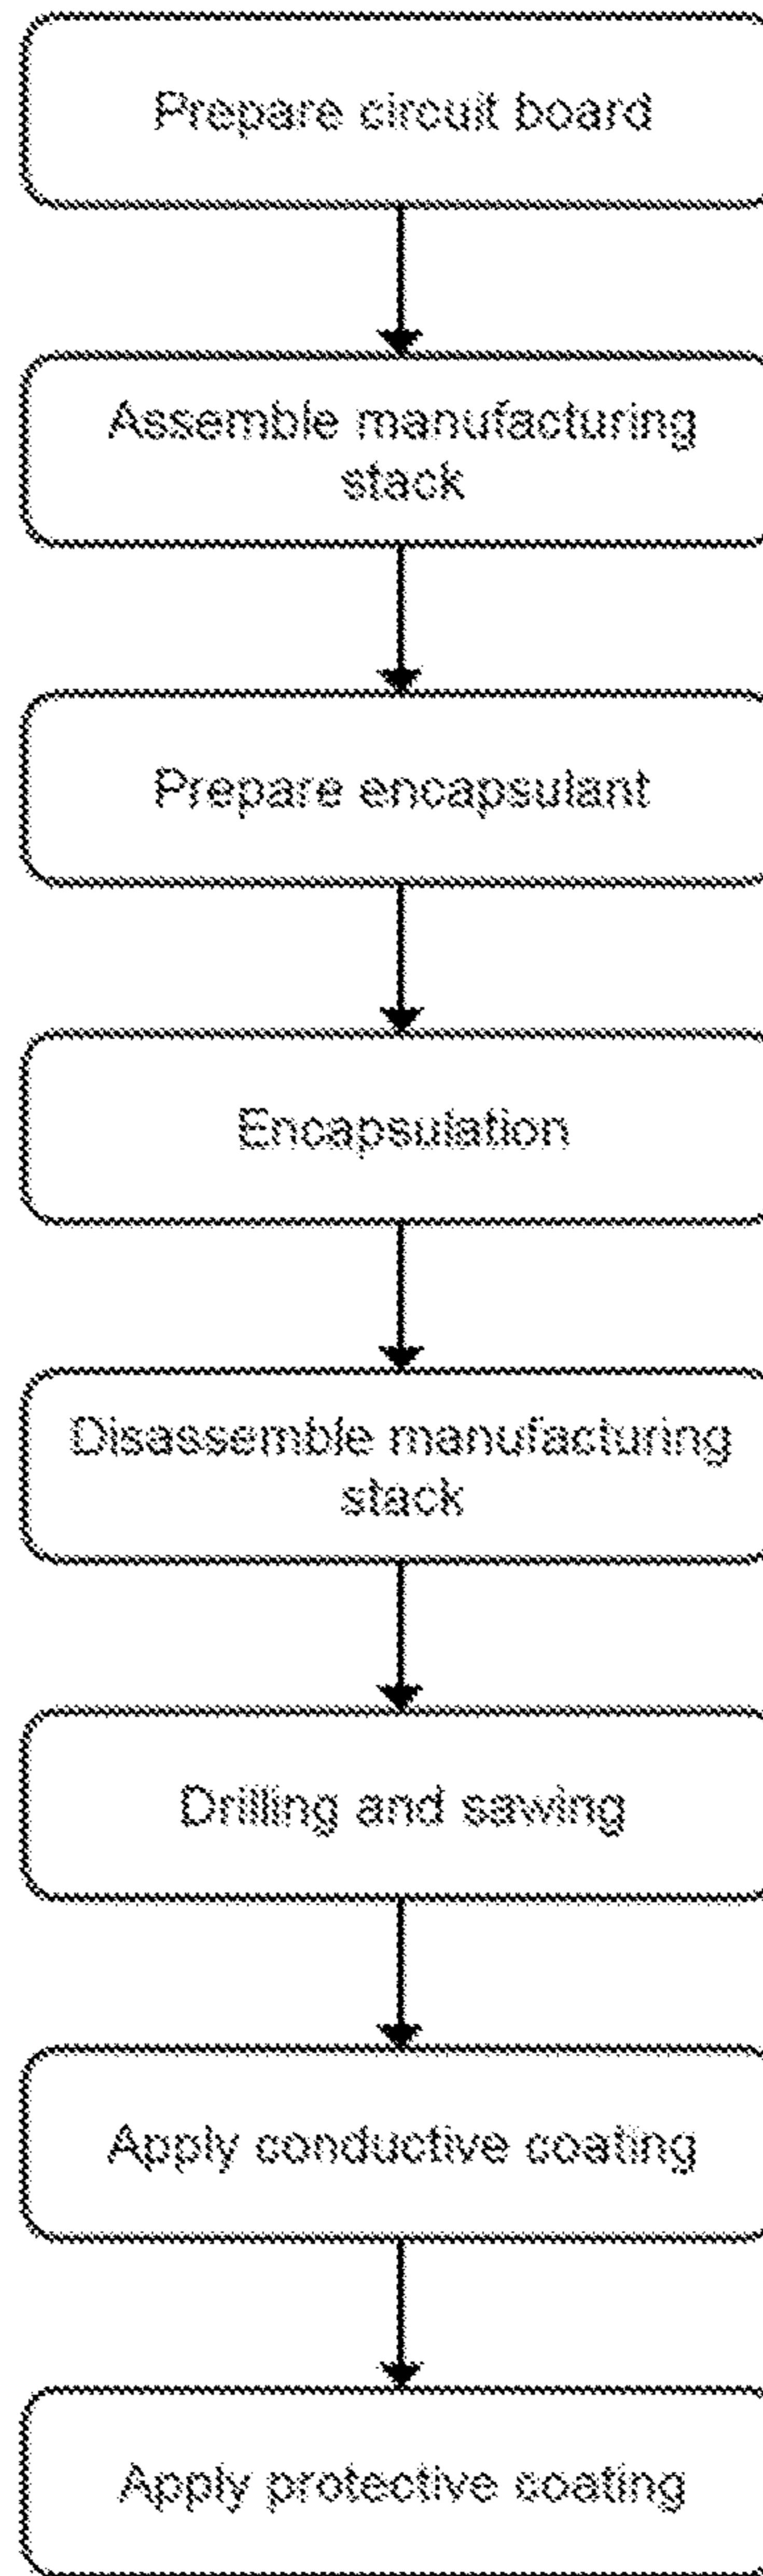 Prepare circuit board
Assemble manufacturing
stack
Prepare encapsulant
Encapsulation
Disassemble manufacturing
stack
Drilling and sawing
Apply conductive coating
Apply protective coating